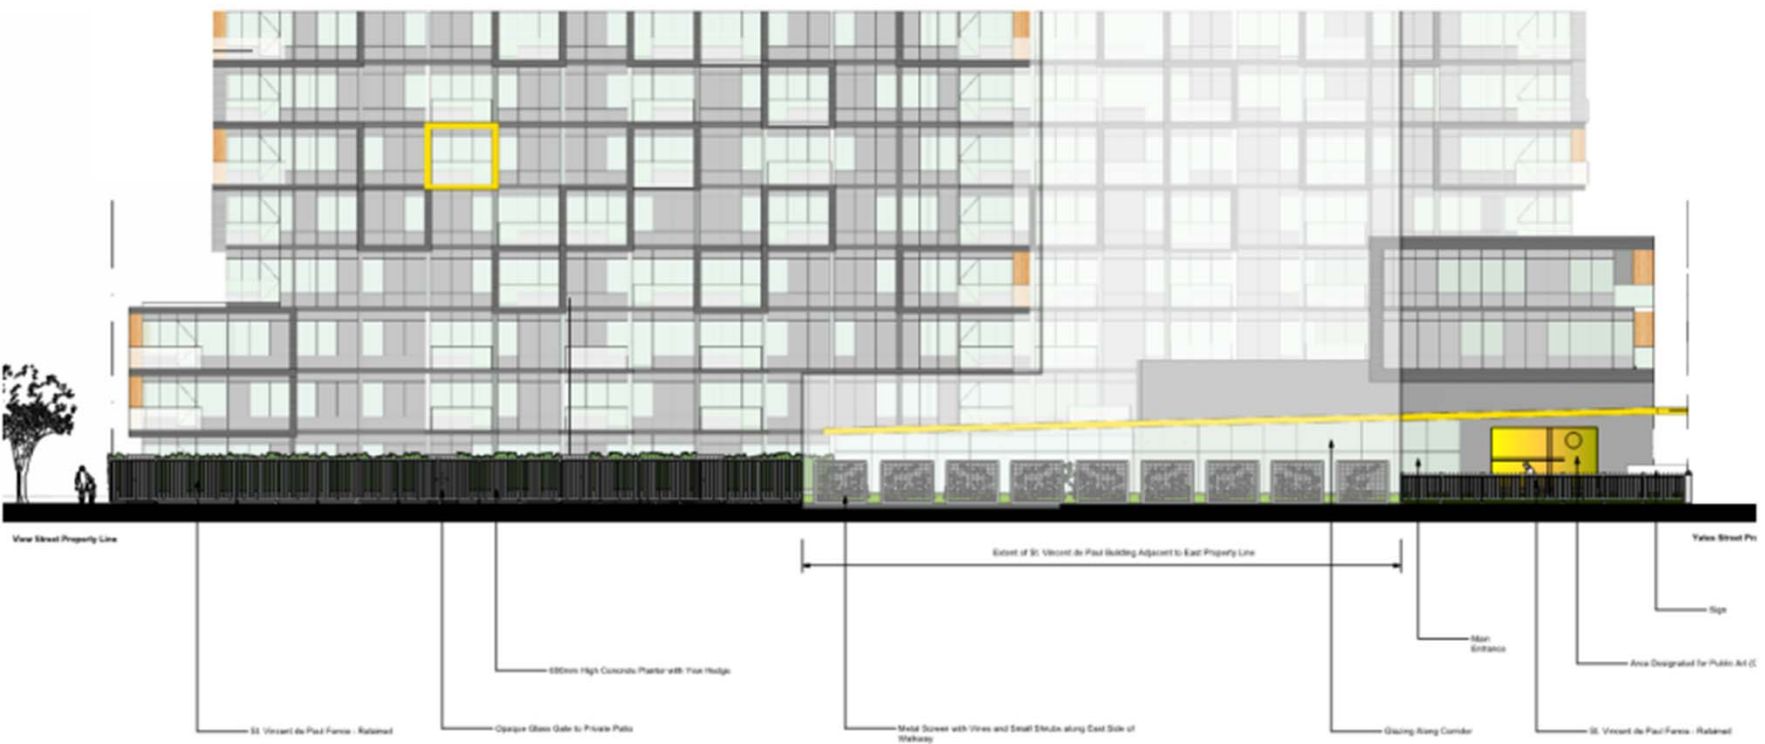 View Street Property Line
Yates Street Pr
Extent of St. Vincent de Paul Building Adjacent to East Property Line
Sign
Main
Entrance
Area Designated for Public Art (
600mm High Concrete Planter with Yew Hedge
St. Vincent de Paul Fence - Retained
Opaque Glass Gate to Private Patio
Metal Screen with Vines and Small Shrubs along East Side of
Walkway
Glazing Along Corridor
St. Vincent de Paul Fence - Retained